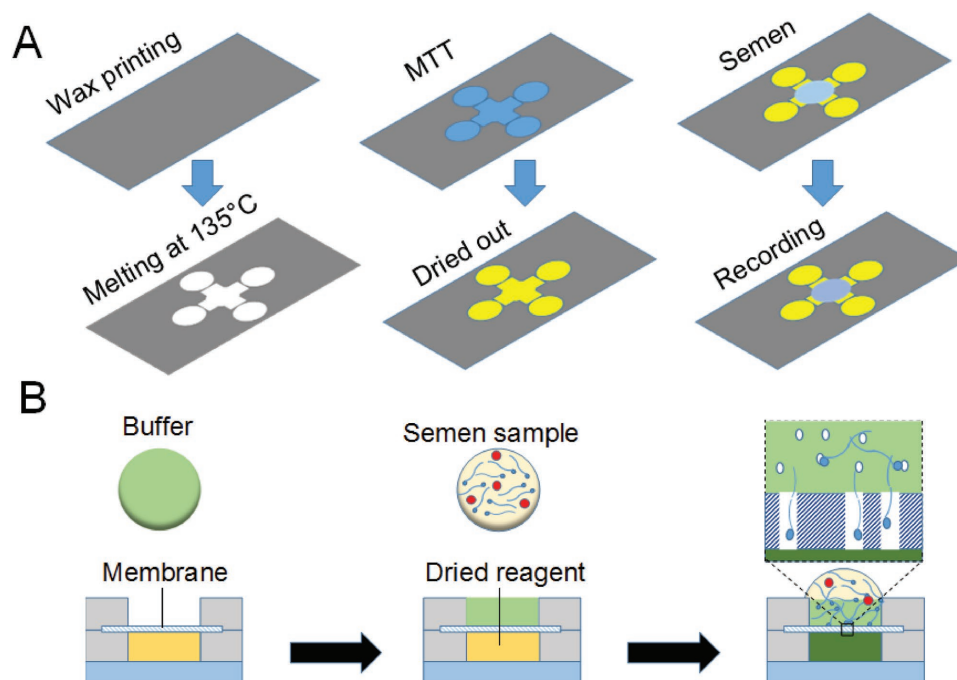 A
Wax printing
MTT
Semen
Melting at 135°C
Dried out
Recording
B
Buffer
Semen sample
Membrane
Dried reagent